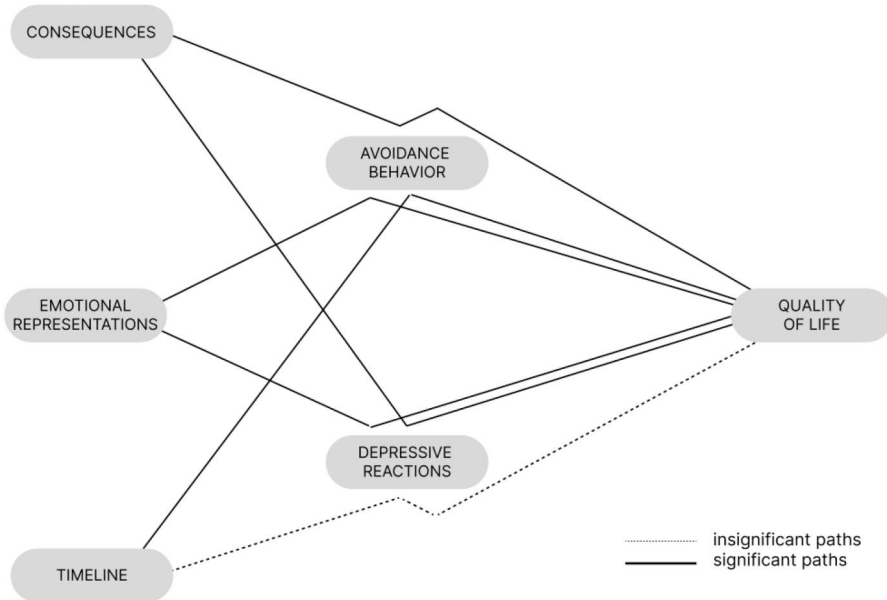 CONSEQUENCES
AVOIDANCE
BEHAVIOR
EMOTIONAL
REPRESENTATIONS
QUALITY
OF LIFE
DEPRESSIVE
REACTIONS
TIMELINE
insignificant paths
significant paths